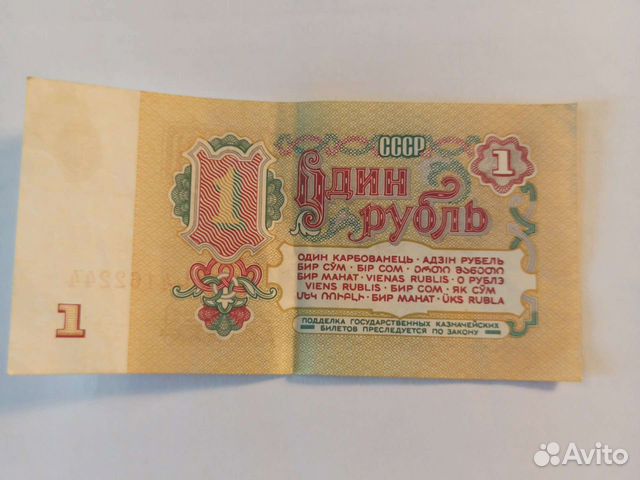 СССР
1
1
Один
рубль
ОДИН КАРБОВАНЕЦЬ · АДЗІН РУБЕЛЬ
БИР СЎМ · БІР СОМ · ᲔᲠᲗᲘ ᲛᲐᲜᲔᲗᲘ
БИР МАНАТ · VIENAS RUBLIS · О РУБЛЭ
VIENS RUBLIS · БИР СОМ · ЯК СӮМ
ՄԵԿ ՌՈՒԲԼԻ · БИР МАНАТ · ÜKS RUBLA
ПОДДЕЛКА ГОСУДАРСТВЕННЫХ КАЗНАЧЕЙСКИХ
БИЛЕТОВ ПРЕСЛЕДУЕТСЯ ПО ЗАКОНУ
1
Avito